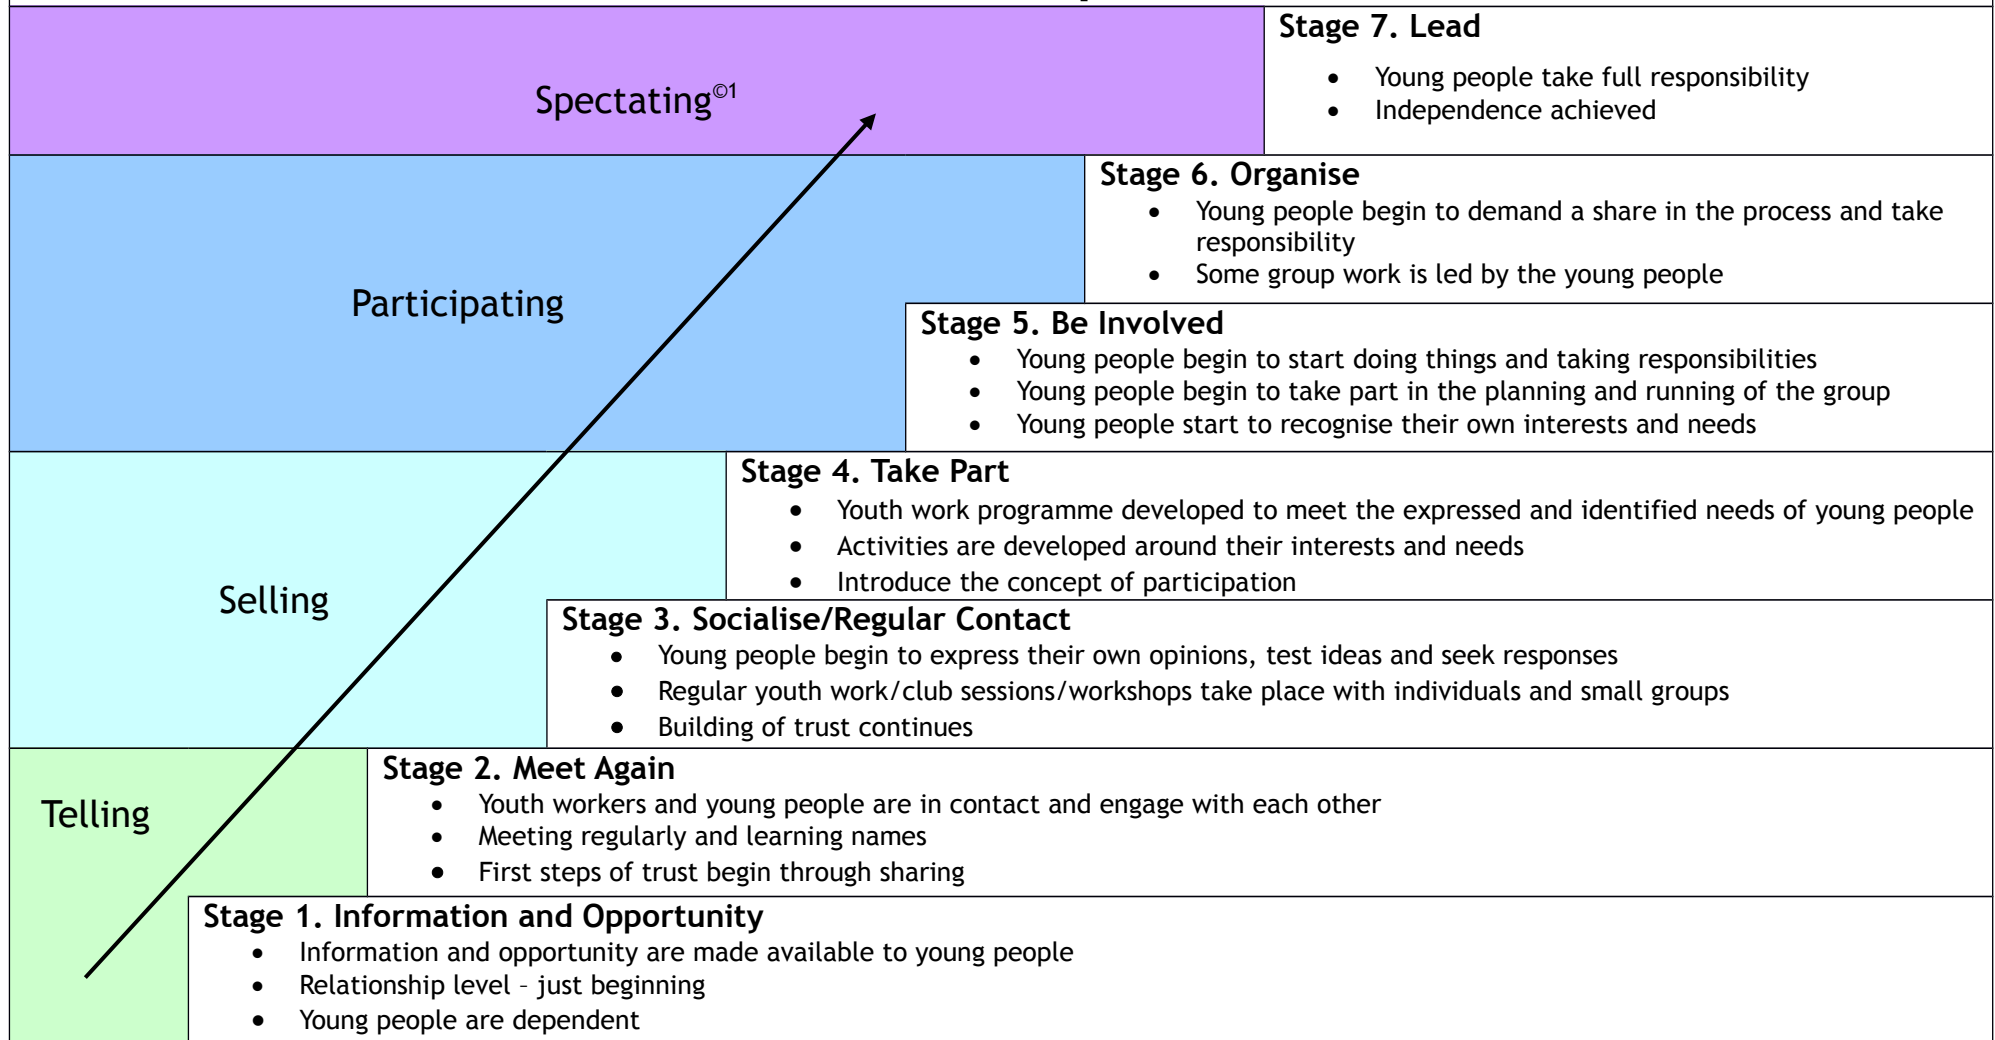 Spectating©1
Stage 7. Lead
• Young people take full responsibility
• Independence achieved
Participating
Stage 6. Organise
• Young people begin to demand a share in the process and take
responsibility
• Some group work is led by the young people
Stage 5. Be Involved
• Young people begin to start doing things and taking responsibilities
• Young people begin to take part in the planning and running of the group
• Young people start to recognise their own interests and needs
Selling
Stage 4. Take Part
• Youth work programme developed to meet the expressed and identified needs of young people
• Activities are developed around their interests and needs
• Introduce the concept of participation
Stage 3. Socialise/Regular Contact
• Young people begin to express their own opinions, test ideas and seek responses
• Regular youth work/club sessions/workshops take place with individuals and small groups
• Building of trust continues
Telling
Stage 2. Meet Again
• Youth workers and young people are in contact and engage with each other
• Meeting regularly and learning names
• First steps of trust begin through sharing
Stage 1. Information and Opportunity
• Information and opportunity are made available to young people
• Relationship level – just beginning
• Young people are dependent